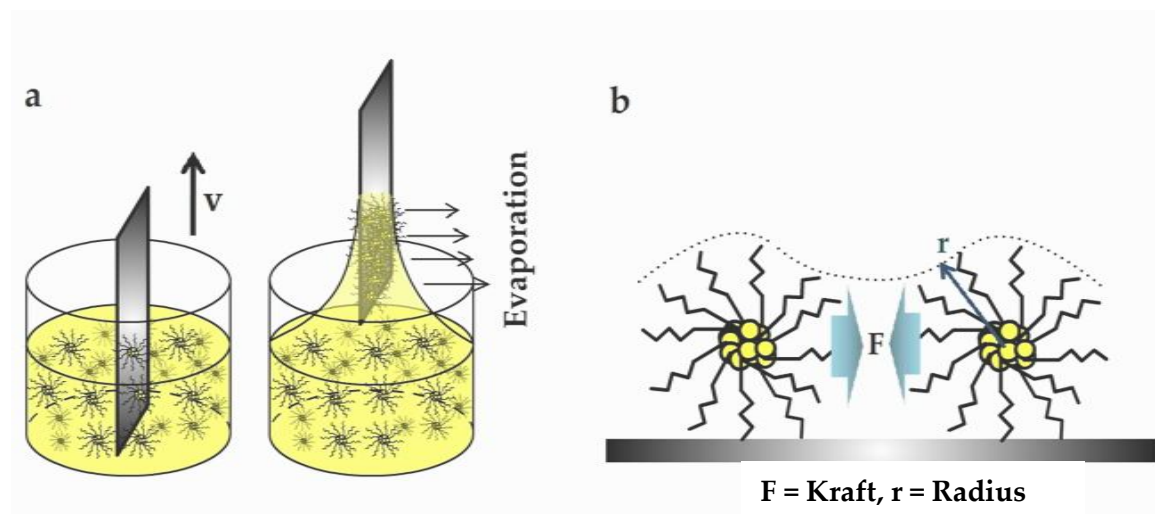 a
v
Evaporation
b
r
F
F = Kraft, r = Radius